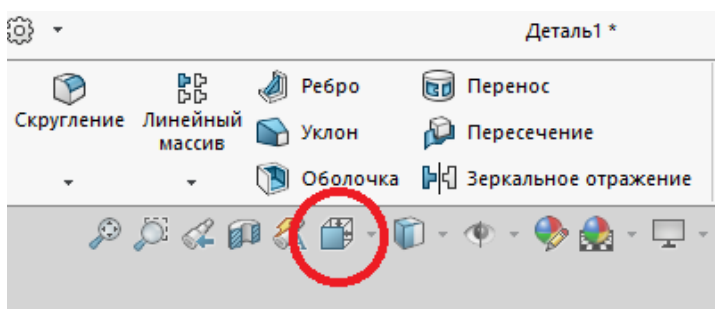 Деталь1 *
Скругление
Линейный
массив
Ребро
Уклон
Оболочка
Перенос
Пересечение
Зеркальное отражение